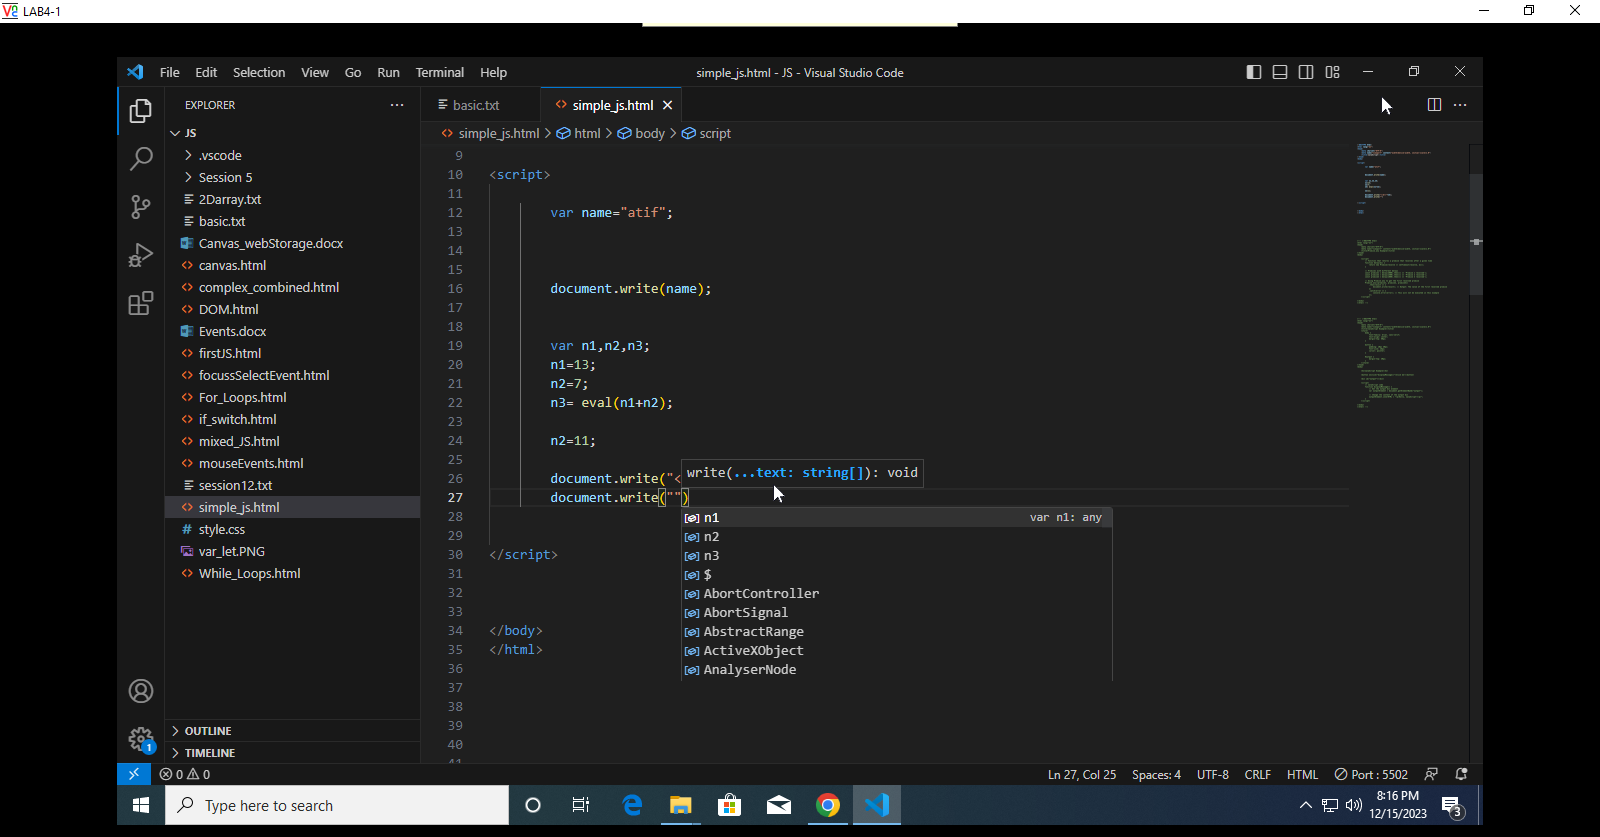 LAB4-1
File Edit Selection View Go Run Terminal Help
simple_js.html - JS - Visual Studio Code
EXPLORER
basic.txt
simple_js.html
simple_js.html > html > body > script
JS
.vscode
Session 5
2Darray.txt
basic.txt
Canvas_webStorage.docx
canvas.html
complex_combined.html
DOM.html
Events.docx
firstJS.html
focussSelectEvent.html
For_Loops.html
if_switch.html
mixed_JS.html
mouseEvents.html
session12.txt
simple_js.html
style.css
var_let.PNG
While_Loops.html
OUTLINE
TIMELINE
9
10 <script>
11
12 var name="atif";
13
14
15
16 document.write(name);
17
18
19 var n1,n2,n3;
20 n1=13;
21 n2=7;
22 n3= eval(n1+n2);
23
24 n2=11;
25
26 document.write("<
write(...text: string[]): void
27 document.write("")
n1 var n1: any
n2
n3
$
AbortController
AbortSignal
AbstractRange
ActiveXObject
AnalyserNode
28
29
30 </script>
31
32
33
34 </body>
35 </html>
36
37
38
39
40
41
1
0 0
Ln 27, Col 25 Spaces: 4 UTF-8 CRLF HTML Port : 5502
Type here to search
8:16 PM
12/15/2023
3